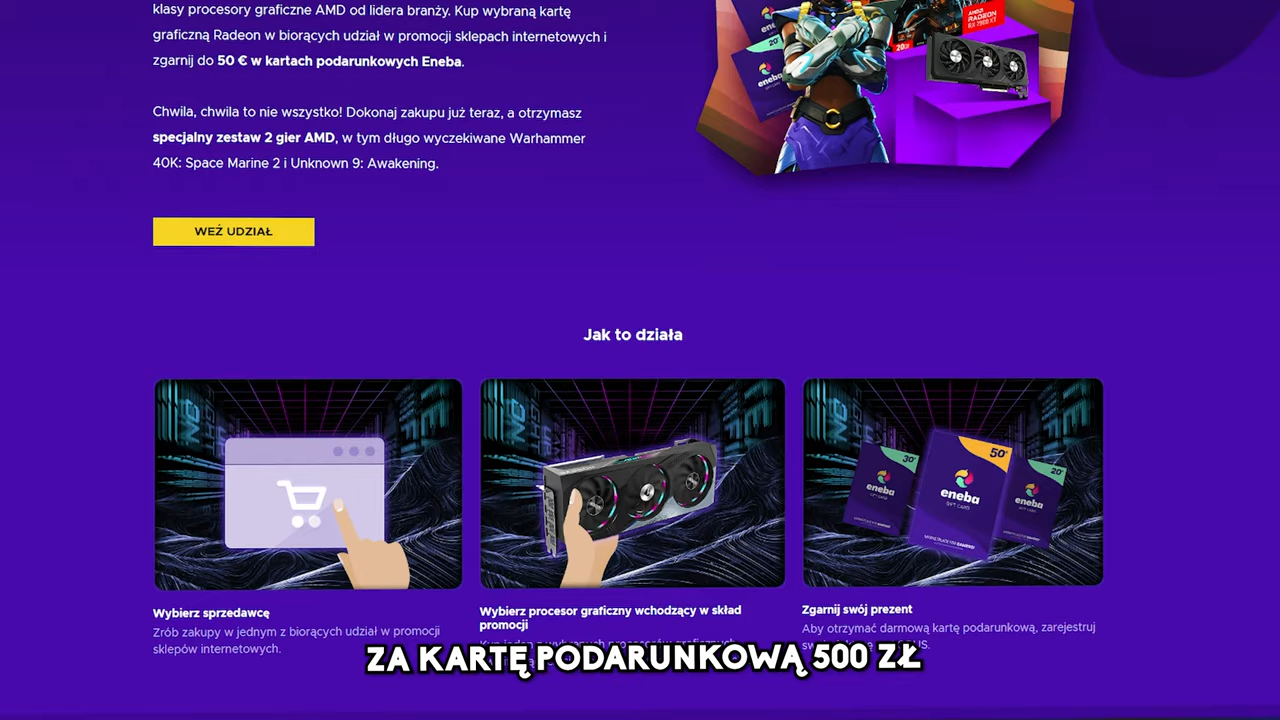 klasy procesory graficzne AMD od lidera branży. Kup wybraną kartę
graficzną Radeon w biorących udział w promocji sklepach internetowych i
zgarnij do 50 € w kartach podarunkowych Eneba.
Chwila, chwila to nie wszystko! Dokonaj zakupu już teraz, a otrzymasz
specjalny zestaw 2 gier AMD, w tym długo wyczekiwane Warhammer
40K: Space Marine 2 i Unknown 9: Awakening.
WEŹ UDZIAŁ
Jak to działa
30€
50€
20€
eneba
eneba
eneba
GIFT CARD
Wybierz sprzedawcę
Zrób zakupy w jednym z biorących udział w promocji
sklepów internetowych.
Wybierz procesor graficzny wchodzący w skład
promocji
Zgarnij swój prezent
Aby otrzymać darmową kartę podarunkową, zarejestruj
ZA KARTĘ PODARUNKOWĄ 500 ZŁ